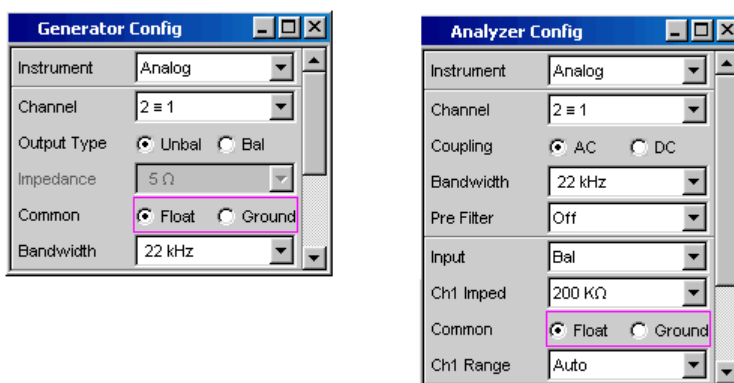 Generator Config
Instrument Analog
Channel 2 ≡ 1
Output Type Unbal Bal
Impedance 5 Ω
Common Float Ground
Bandwidth 22 kHz
Analyzer Config
Instrument Analog
Channel 2 ≡ 1
Coupling AC DC
Bandwidth 22 kHz
Pre Filter Off
Input Bal
Ch1 Imped 200 KΩ
Common Float Ground
Ch1 Range Auto